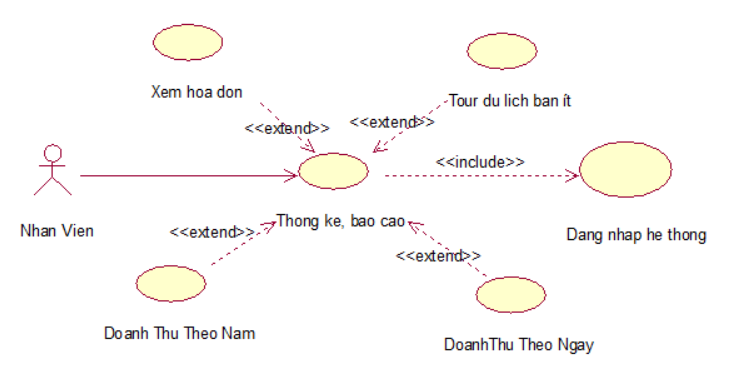 Xem hoa don
Tour du lich ban ít
<<extend>>
<<extend>>
<<include>>
Nhan Vien
<<extend>>
Thong ke, bao cao
Dang nhap he thong
<<extend>>
Doanh Thu Theo Nam
DoanhThu Theo Ngay